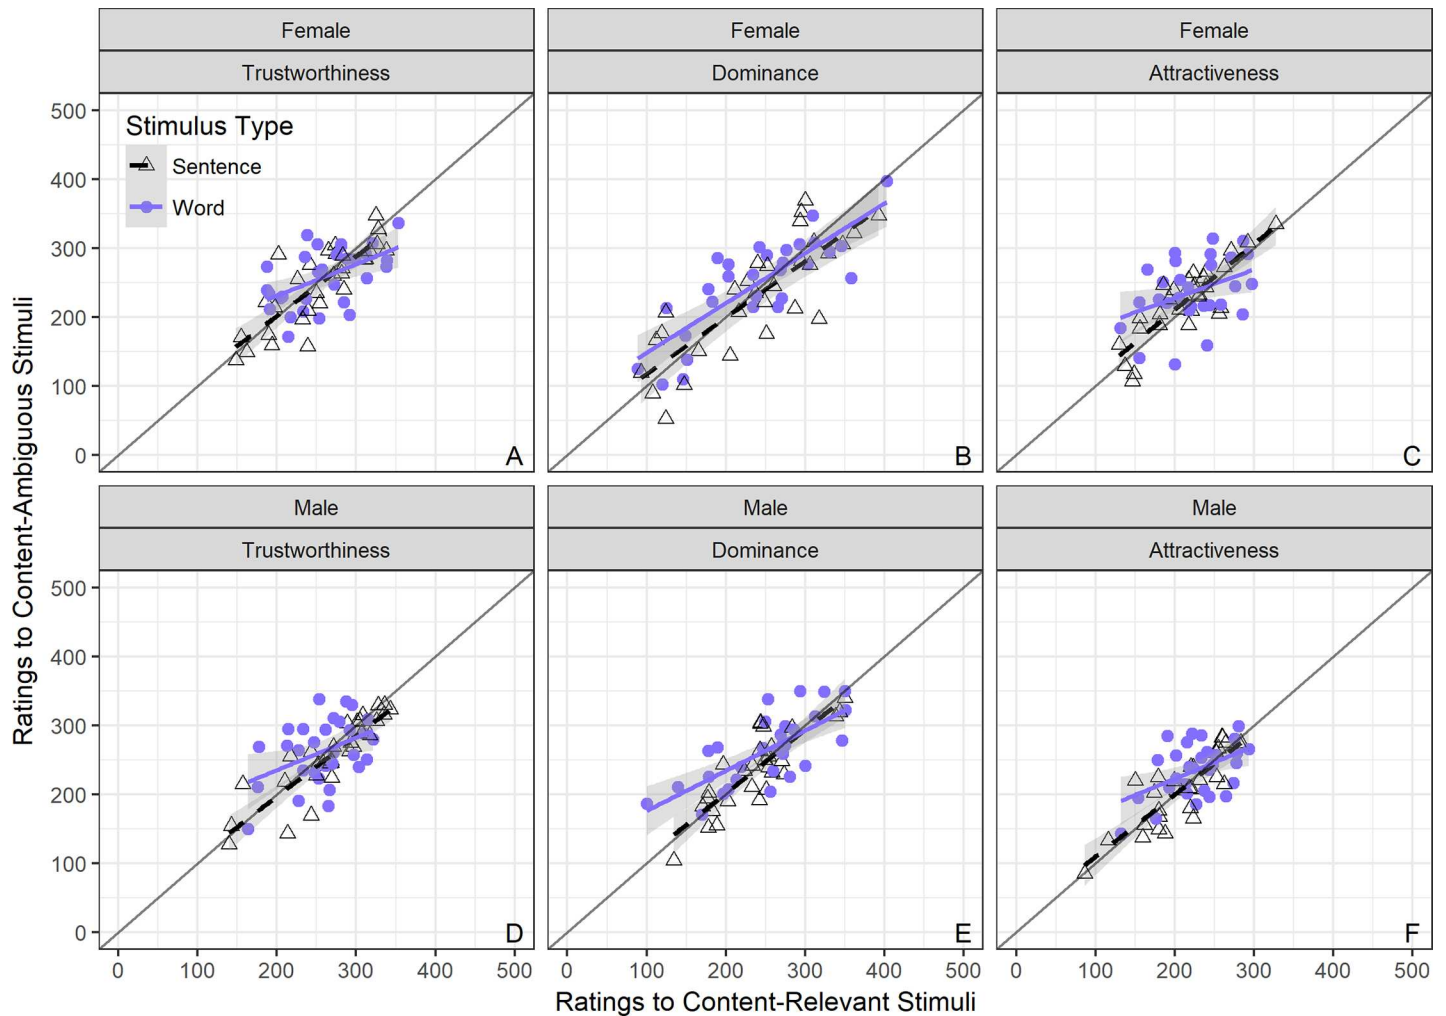 Female
Female
Female
Trustworthiness
Dominance
Attractiveness
500
400
300
200
100
0
Stimulus Type
Sentence
Word
A
B
C
Male
Male
Male
Trustworthiness
Dominance
Attractiveness
500
400
300
200
100
0
D
E
F
0 100 200 300 400 500
0 100 200 300 400 500
0 100 200 300 400 500
Ratings to Content-Ambiguous Stimuli
Ratings to Content-Relevant Stimuli